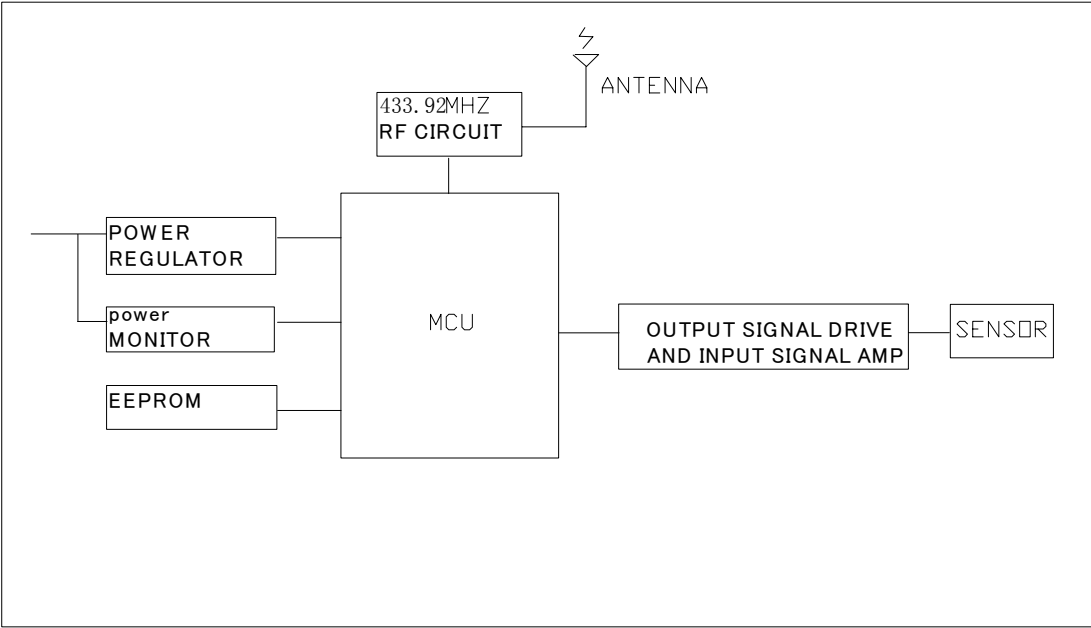 ANTENNA
433.92MHZ
RF CIRCUIT
POWER
REGULATOR
power
MONITOR
MCU
OUTPUT SIGNAL DRIVE
AND INPUT SIGNAL AMP
SENSOR
EEPROM